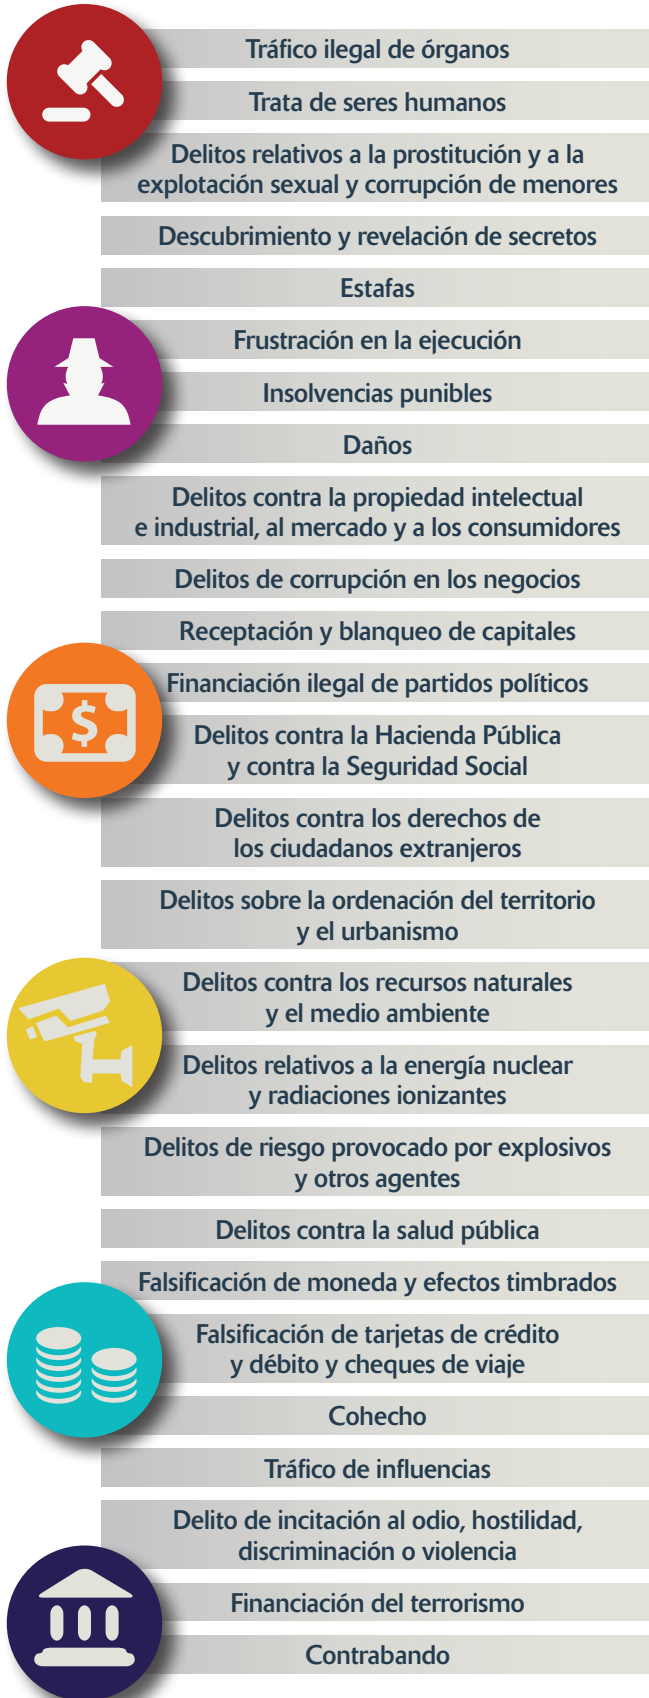 Tráfico ilegal de órganos
Trata de seres humanos
Delitos relativos a la prostitución y a la
explotación sexual y corrupción de menores
Descubrimiento y revelación de secretos
Estafas
Frustración en la ejecución
Insolvencias punibles
Daños
Delitos contra la propiedad intelectual
e industrial, al mercado y a los consumidores
Delitos de corrupción en los negocios
Receptación y blanqueo de capitales
Financiación ilegal de partidos políticos
$
Delitos contra la Hacienda Pública
y contra la Seguridad Social
Delitos contra los derechos de
los ciudadanos extranjeros
Delitos sobre la ordenación del territorio
y el urbanismo
Delitos contra los recursos naturales
y el medio ambiente
Delitos relativos a la energía nuclear
y radiaciones ionizantes
Delitos de riesgo provocado por explosivos
y otros agentes
Delitos contra la salud pública
Falsificación de moneda y efectos timbrados
Falsificación de tarjetas de crédito
y débito y cheques de viaje
Cohecho
Tráfico de influencias
Delito de incitación al odio, hostilidad,
discriminación o violencia
Financiación del terrorismo
Contrabando